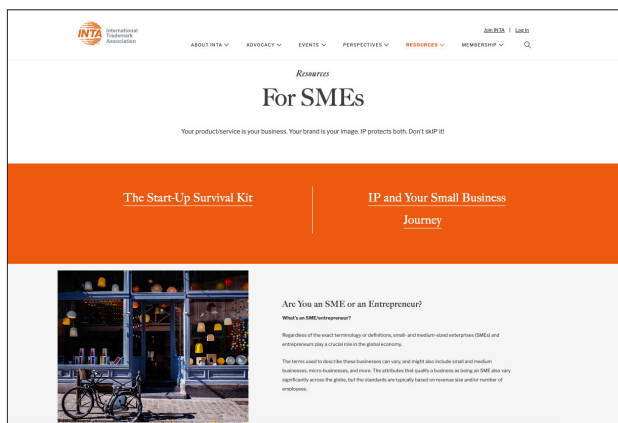 INTA International
Trademark
Association
Join INTA | Log In
ABOUT INTA ADVOCACY EVENTS PERSPECTIVES RESOURCES MEMBERSHIP
Resources
For SMEs
Your product/service is your business. Your brand is your image. IP protects both. Don't skIP it!
The Start-Up Survival Kit
IP and Your Small Business
Journey
Are You an SME or an Entrepreneur?
What's an SME/entrepreneur?
Regardless of the exact terminology or definitions, small- and medium-sized enterprises (SMEs) and
entrepreneurs play a crucial role in the global economy.
The terms used to describe these businesses can vary, and might also include small and medium
businesses, micro-businesses, and more. The attributes that qualify a business as being an SME also vary
significantly across the globe, but the standards are typically based on revenue size and/or number of
employees.